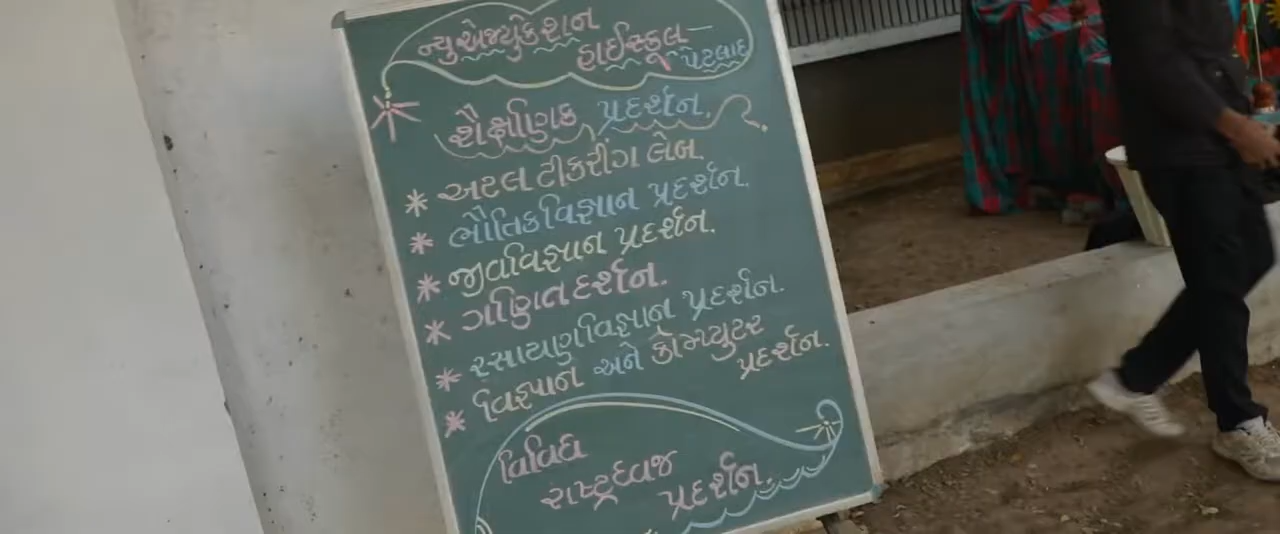 ન્યુ એજ્યુકેશન
હાઈસ્કૂલ - પેટલાદ
શૈક્ષણિક પ્રદર્શન.
* અટલ ટીકરીંગ લેબ.
* ભૌતિકવિજ્ઞાન પ્રદર્શન.
* જીવવિજ્ઞાન પ્રદર્શન.
* ગણિત દર્શન.
* રસાયણવિજ્ઞાન પ્રદર્શન.
* વિજ્ઞાન અને કોમ્પ્યુટર
પ્રદર્શન.
વિવિધ
રાષ્ટ્રધ્વજ
પ્રદર્શન.